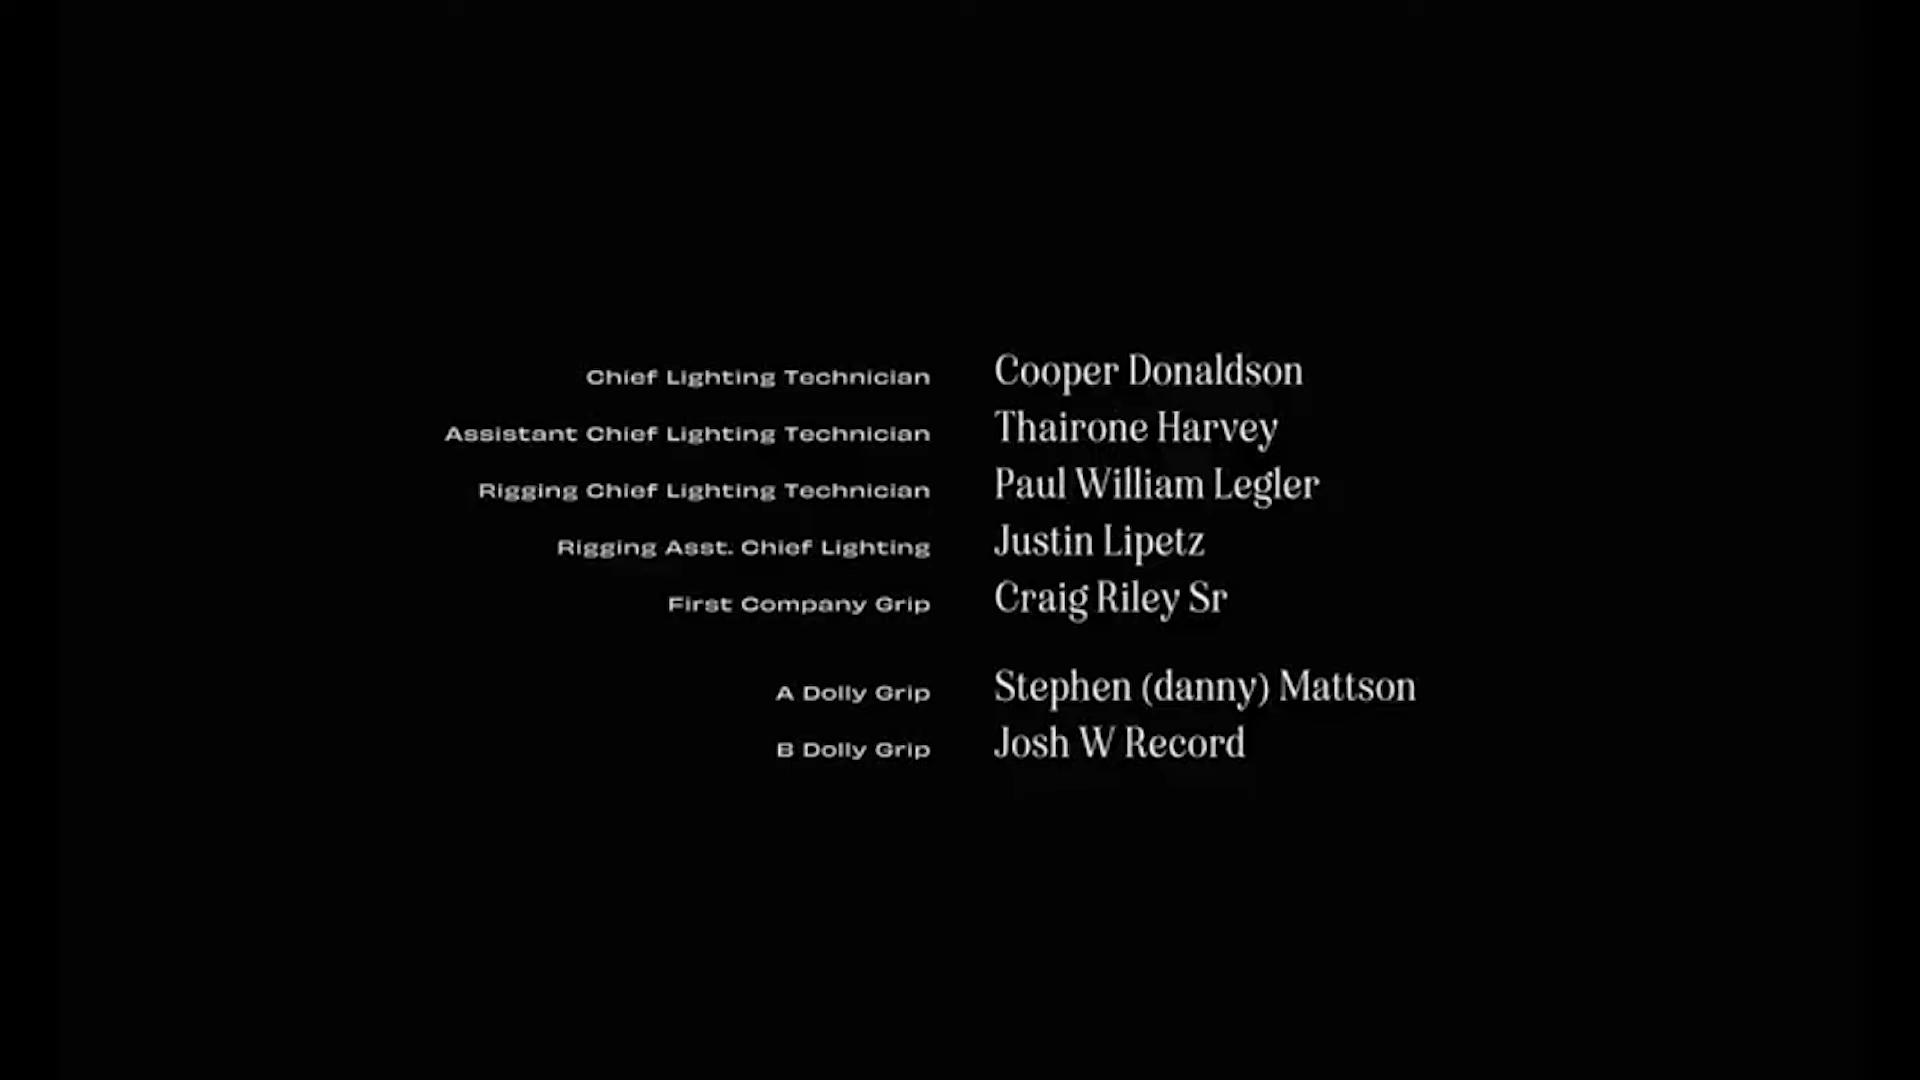 Chief Lighting Technician Cooper Donaldson
Assistant Chief Lighting Technician Thairone Harvey
Rigging Chief Lighting Technician Paul William Legler
Rigging Asst. Chief Lighting Justin Lipetz
First Company Grip Craig Riley Sr
A Dolly Grip Stephen (danny) Mattson
B Dolly Grip Josh W Record